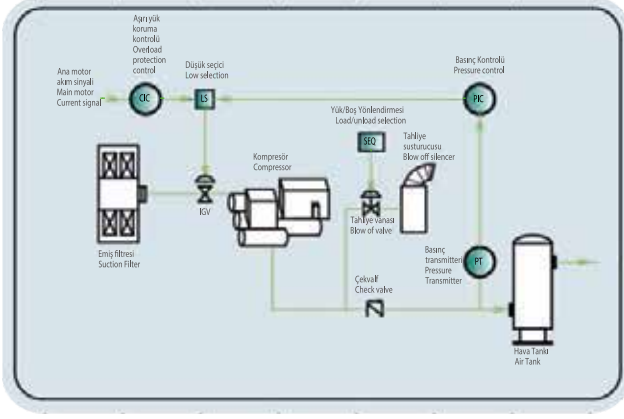 Aşırı yük
koruma
kontrolü
Overload
protection
control
Ana motor
akım sinyali
Main motor
Current signal
CIC
Düşük seçici
Low selection
LS
Basınç Kontrolü
Pressure control
PIC
Yük/Boş Yönlendirmesi
Load/unload selection
SEQ
Tahliye
susturucusu
Blow off silencer
Kompresör
Compressor
IGV
Tahliye vanası
Blow of valve
Emiş filtresi
Suction Filter
Basınç
transmitteri
Pressure
Transmitter
PT
Çekvalf
Check valve
Hava Tankı
Air Tank